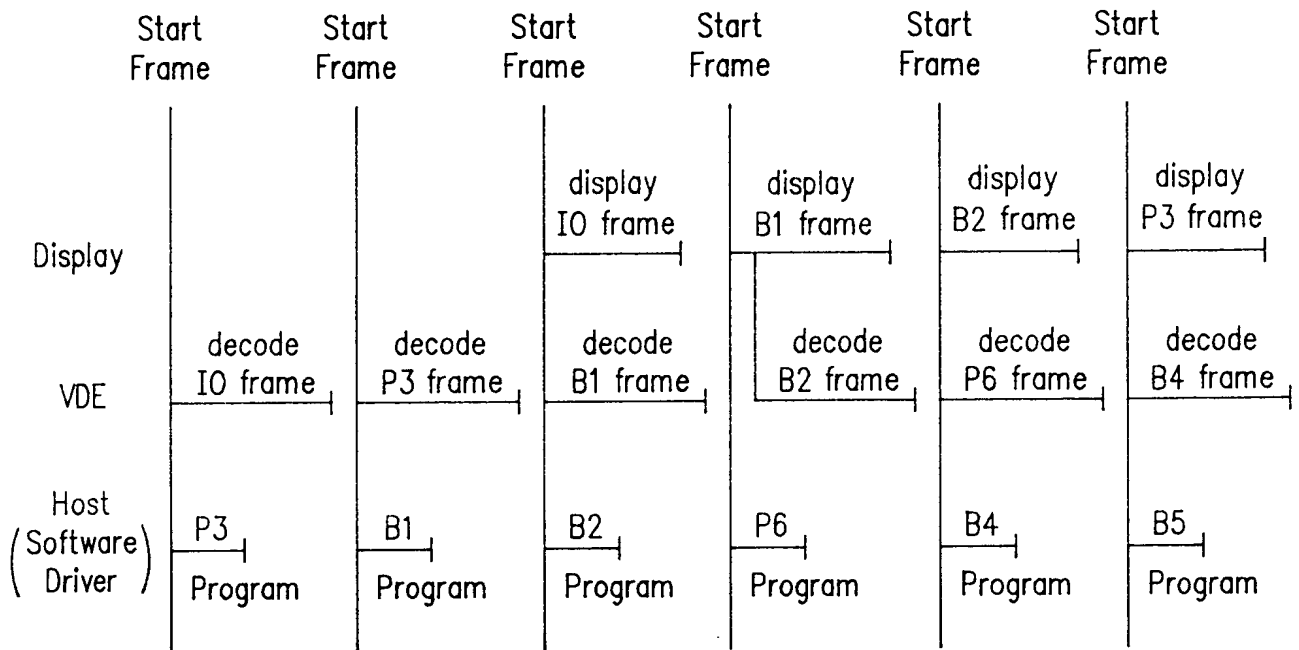 Start Frame
Start Frame
Start Frame
Start Frame
Start Frame
Start Frame
Display
display IO frame
display B1 frame
display B2 frame
display P3 frame
VDE
decode IO frame
decode P3 frame
decode B1 frame
decode B2 frame
decode P6 frame
decode B4 frame
Host
(Software
Driver)
P3
Program
B1
Program
B2
Program
P6
Program
B4
Program
B5
Program